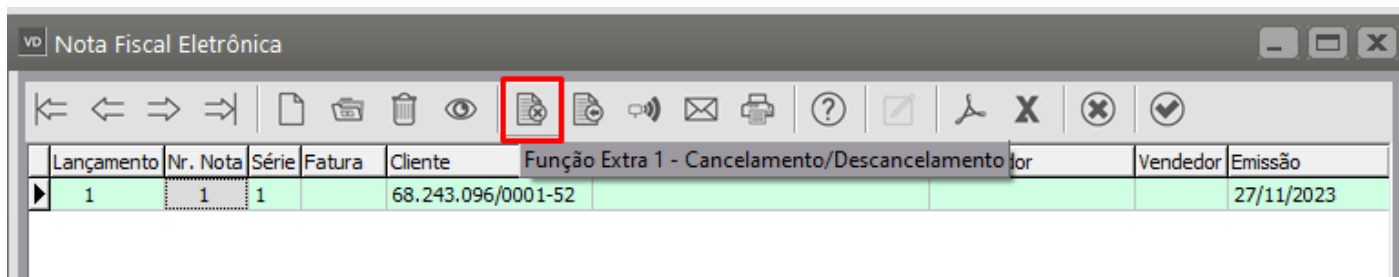 VD Nota Fiscal Eletrônica
Função Extra 1 - Cancelamento/Descancelamento
Lançamento Nr. Nota Série Fatura Cliente dor Vendedor Emissão
1 1 1 68.243.096/0001-52 27/11/2023